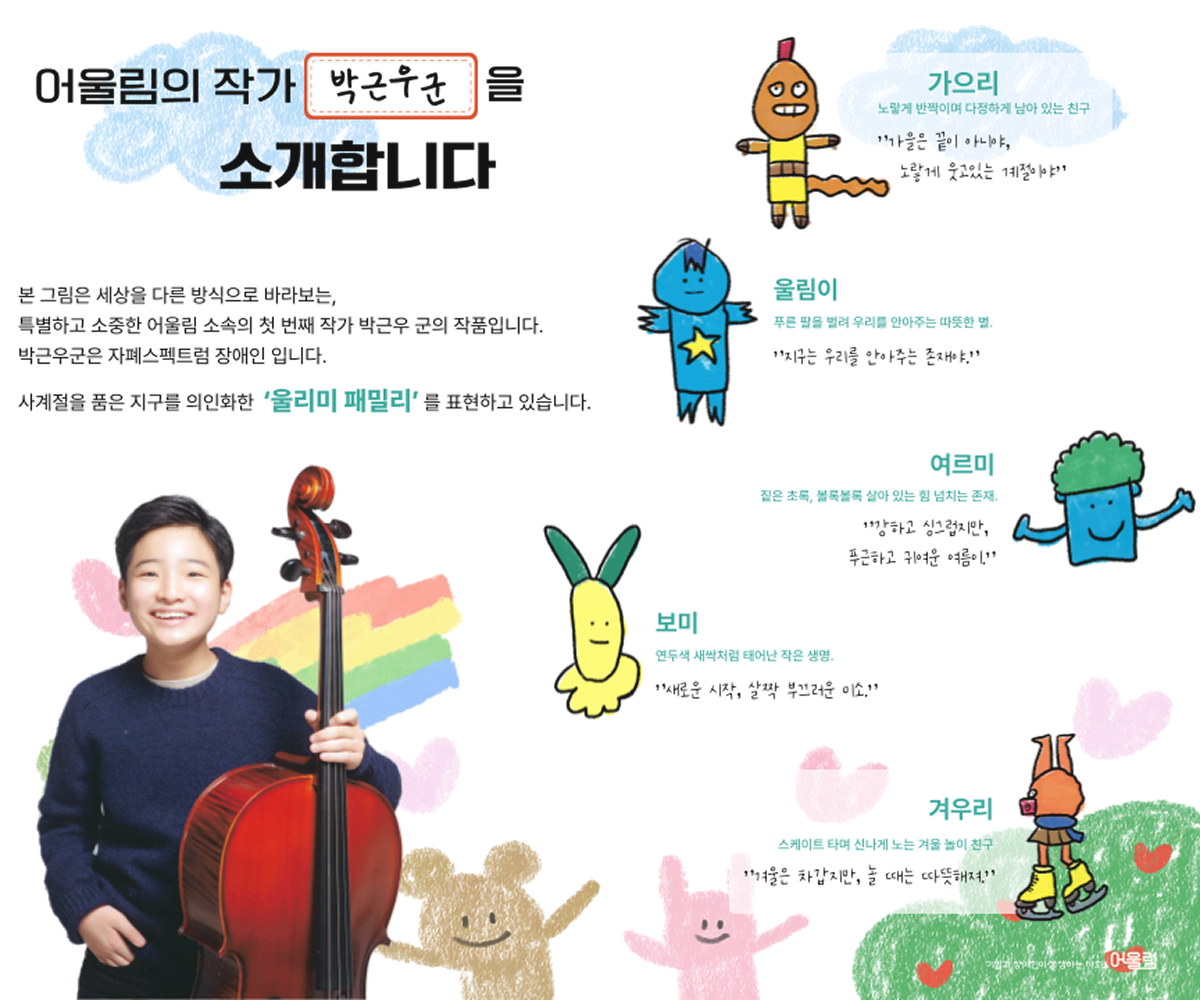 어울림의 작가 박근우군 을
소개합니다
본 그림은 세상을 다른 방식으로 바라보는,
특별하고 소중한 어울림 소속의 첫 번째 작가 박근우 군의 작품입니다.
박근우군은 자폐스펙트럼 장애인 입니다.
사계절을 품은 지구를 의인화한 ‘울리미 패밀리’ 를 표현하고 있습니다.
가으리
노랗게 반짝이며 다정하게 남아 있는 친구
"가을은 끝이 아니야,
노랗게 웃고있는 계절이야"
울림이
푸른 팔을 벌려 우리를 안아주는 따뜻한 별.
"지구는 우리를 안아주는 존재야."
여르미
짙은 초록, 볼록볼록 살아 있는 힘 넘치는 존재.
"강하고 싱그럽지만,
푸근하고 귀여운 여름이."
보미
연두색 새싹처럼 태어난 작은 생명.
"새로운 시작, 살짝 부끄러운 미소."
겨우리
스케이트 타며 신나게 노는 겨울 놀이 친구
"겨울은 차갑지만, 놀 때는 따뜻해져."
어울림